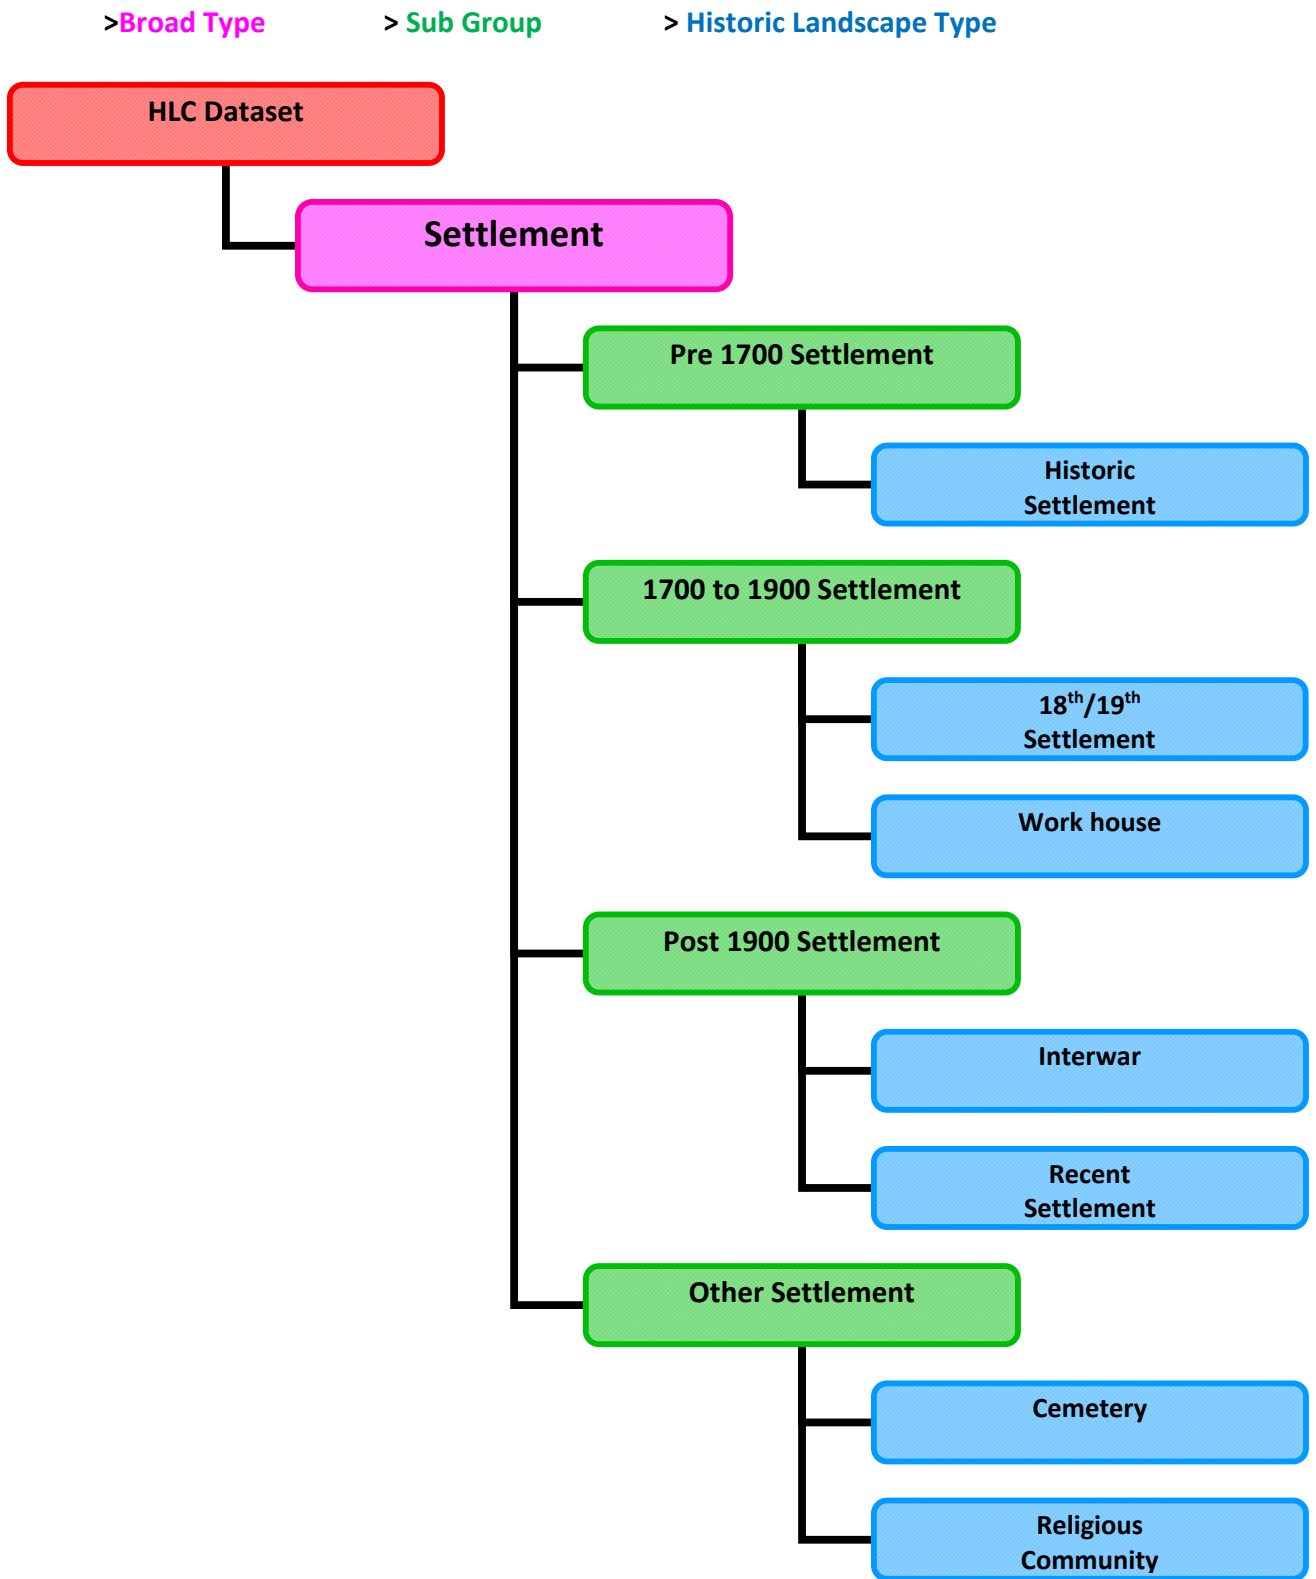 >Broad Type > Sub Group > Historic Landscape Type
HLC Dataset
Settlement
Pre 1700 Settlement
Historic
Settlement
1700 to 1900 Settlement
18th/19th
Settlement
Work house
Post 1900 Settlement
Interwar
Recent
Settlement
Other Settlement
Cemetery
Religious
Community